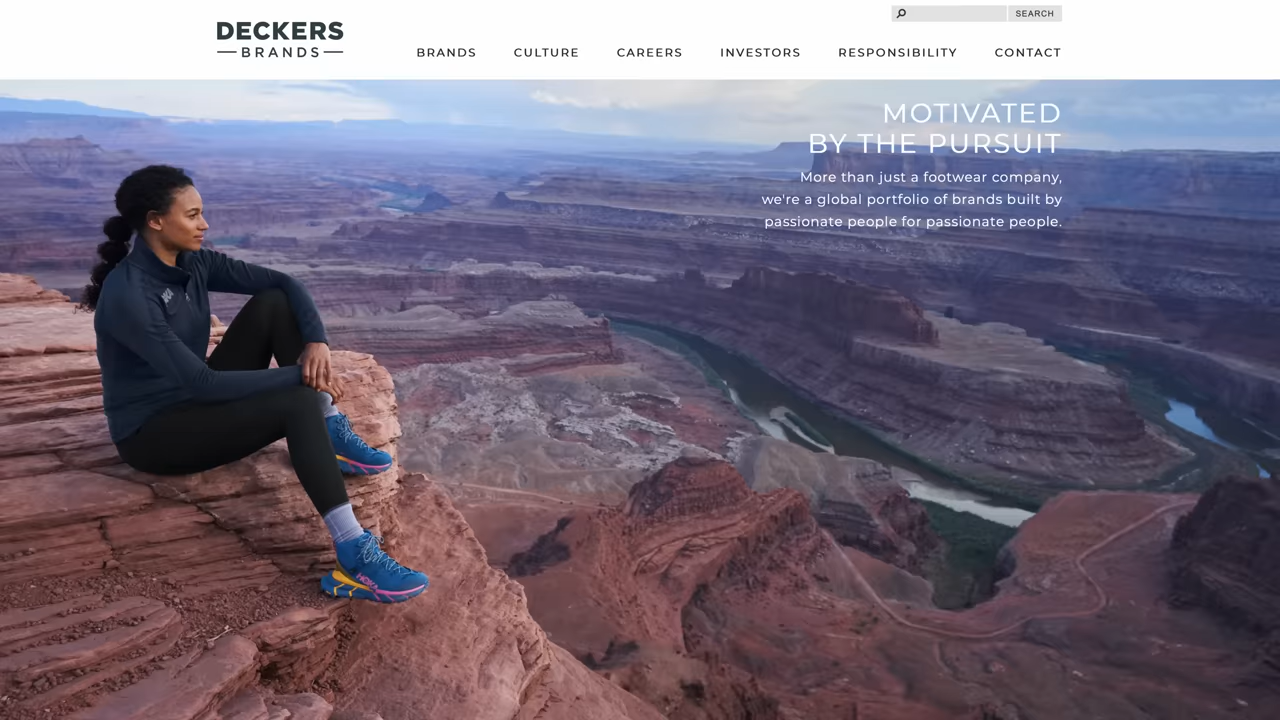 SEARCH
DECKERS
BRANDS
BRANDS CULTURE CAREERS INVESTORS RESPONSIBILITY CONTACT
MOTIVATED
BY THE PURSUIT
More than just a footwear company,
we're a global portfolio of brands built by
passionate people for passionate people.
HOKA